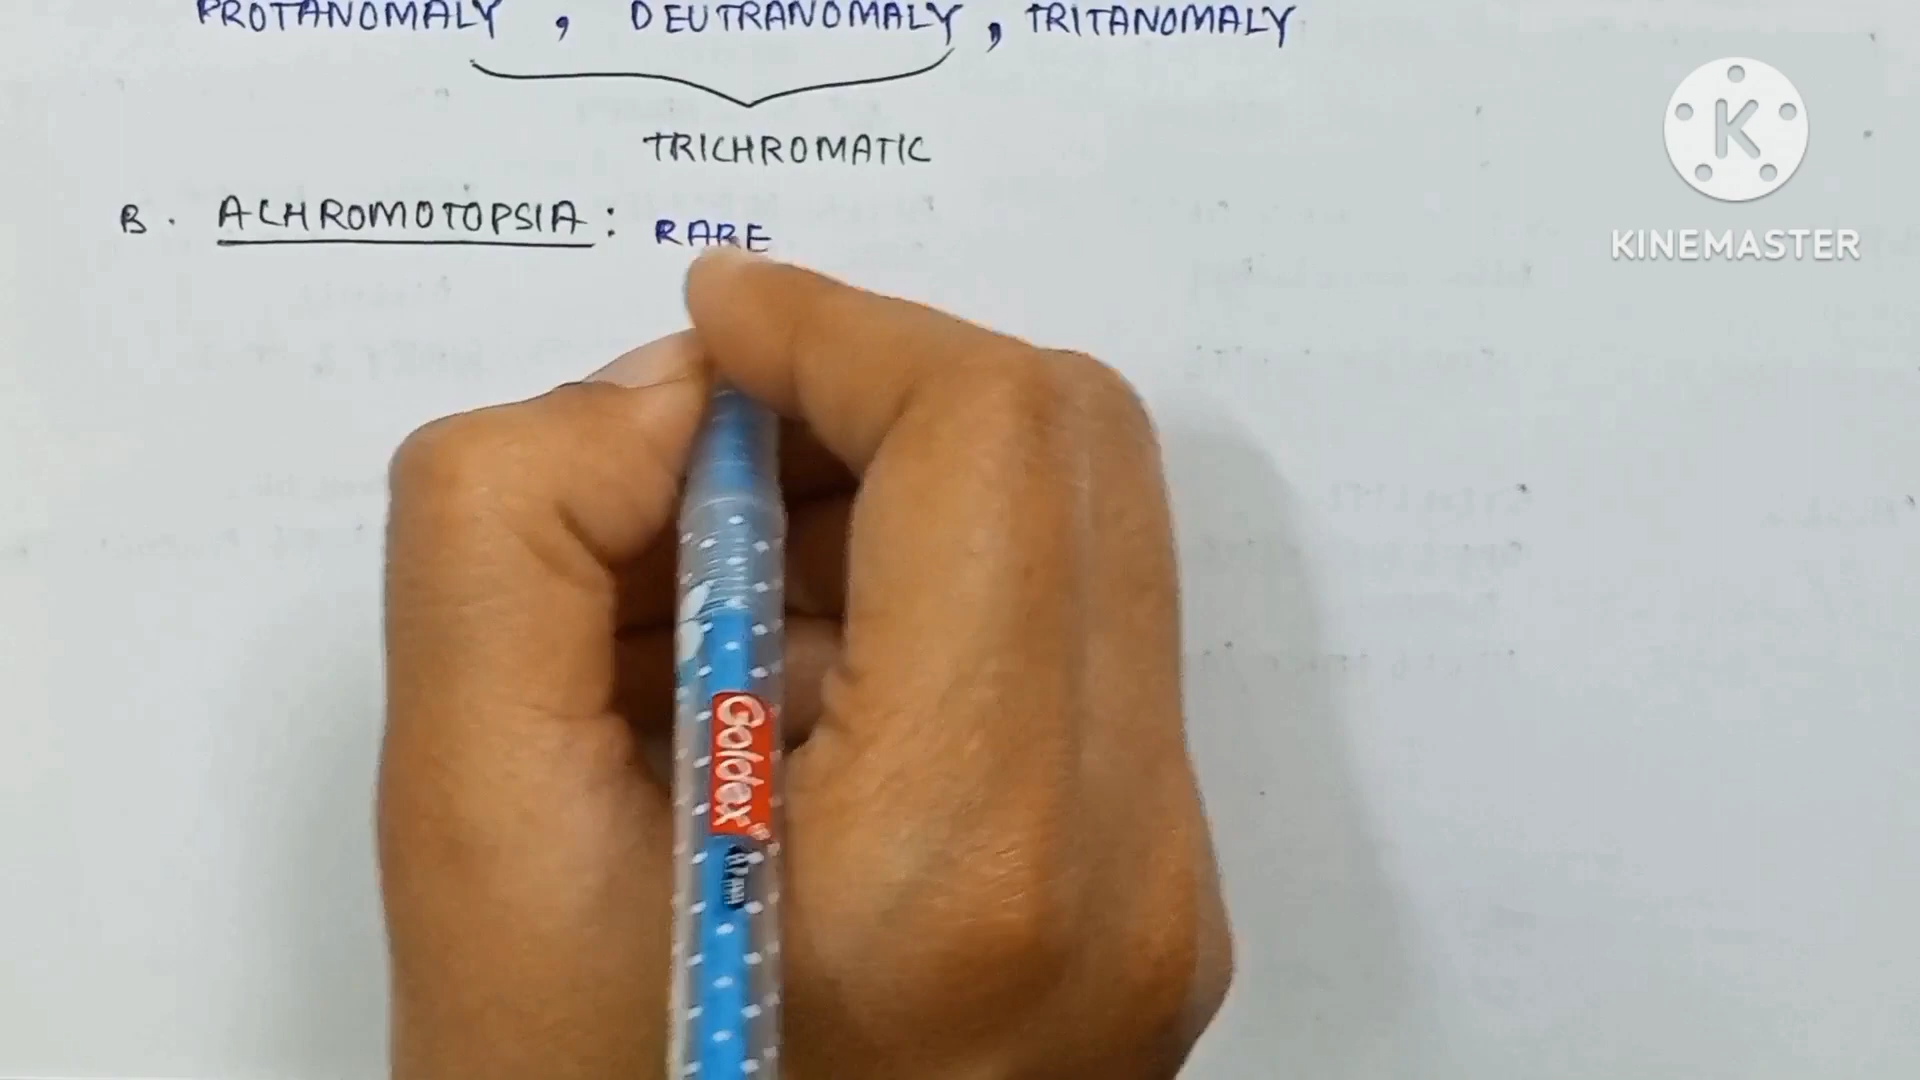 PROTANOMALY , DEUTRANOMALY , TRITANOMALY
TRICHROMATIC
B. ACHROMOTOPSIA : RARE
K
KINEMASTER
Goldex